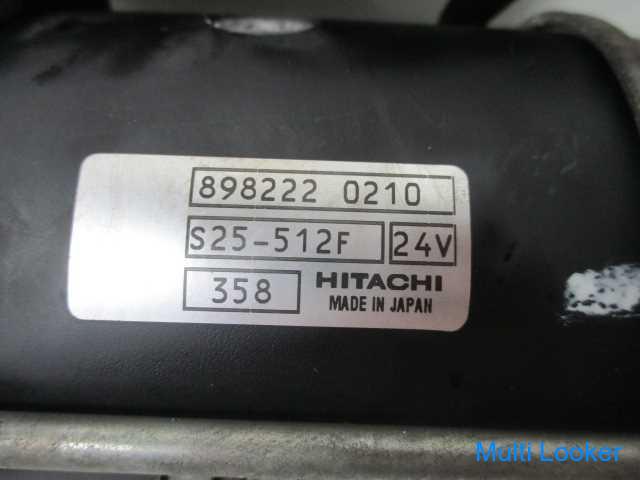 898222 0210
S25-512F 24V
358 HITACHI
MADE IN JAPAN
Multi Looker